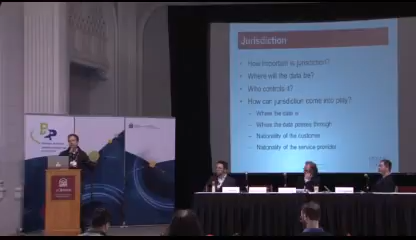 Jurisdiction
• How important is jurisdiction?
• Where will the data be?
• Who controls it?
• How can jurisdiction come into play?
– Where the data is
– Where the data passes through
– Nationality of the customer
– Nationality of the service provider